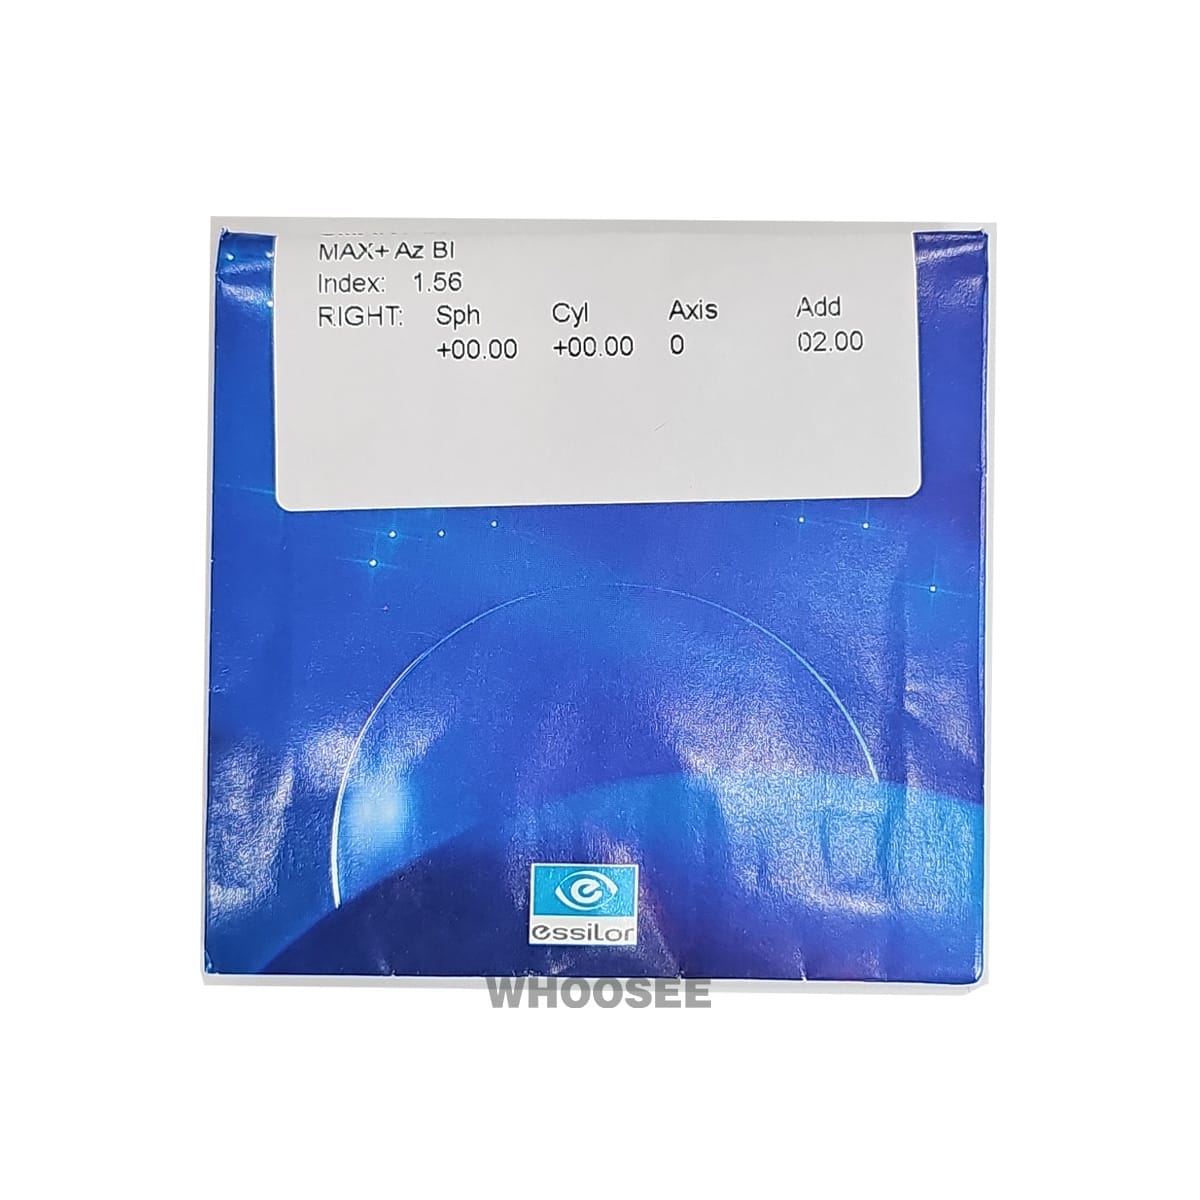 MAX+ Az Bl
Index: 1.56
RIGHT: Sph Cyl Axis Add
+00.00 +00.00 0 02.00
essilor
WHOOSEE